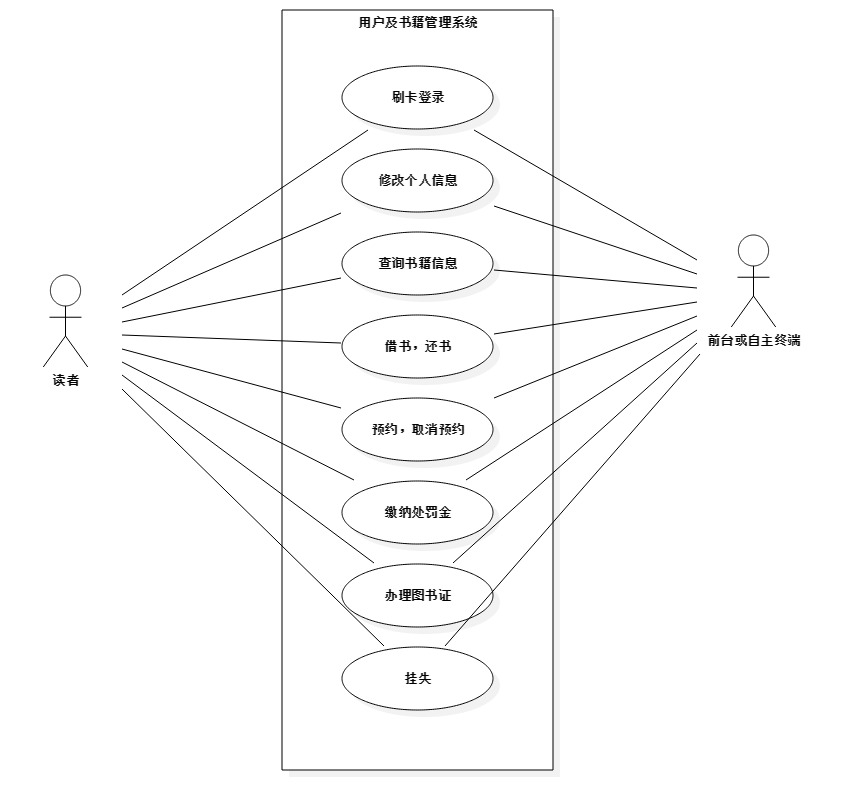 用户及书籍管理系统
刷卡登录
修改个人信息
查询书籍信息
借书，还书
预约，取消预约
缴纳处罚金
办理图书证
挂失
读者
前台或自主终端